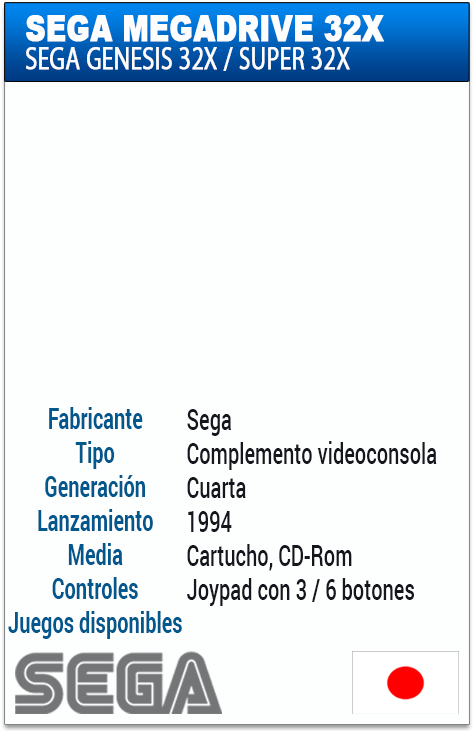 SEGA MEGADRIVE 32X
SEGA GENESIS 32X / SUPER 32X
Fabricante Sega
Tipo Complemento videoconsola
Generación Cuarta
Lanzamiento 1994
Media Cartucho, CD-Rom
Controles Joypad con 3 / 6 botones
Juegos disponibles
SEGA